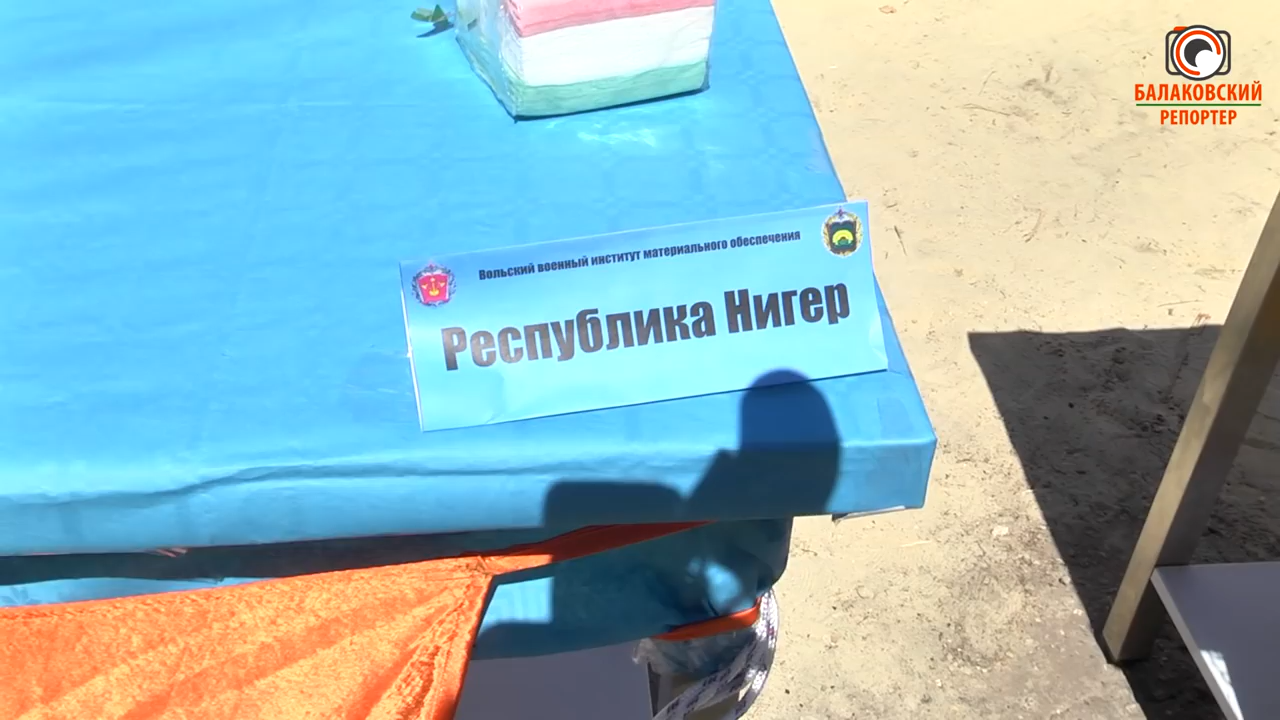 БАЛАКОВСКИЙ
РЕПОРТЕР
Вольский военный институт материального обеспечения
Республика Нигер